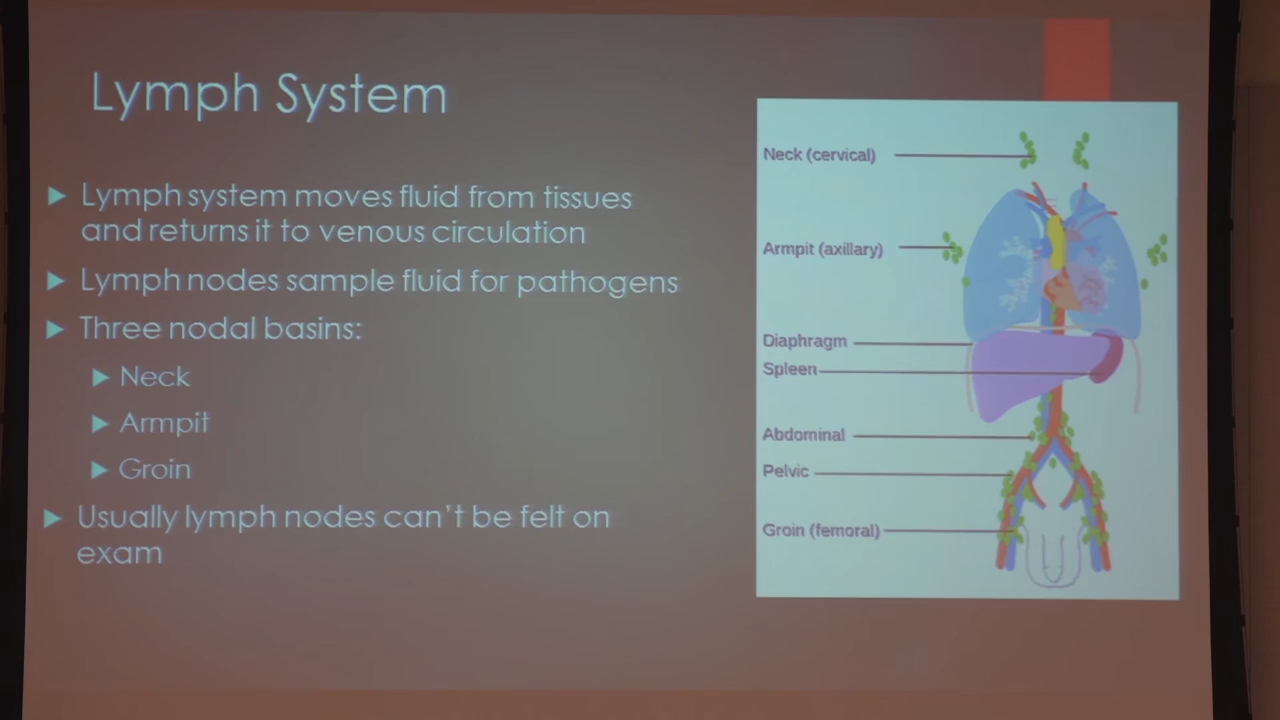 Lymph System
Lymph system moves fluid from tissues
and returns it to venous circulation
Lymph nodes sample fluid for pathogens
Three nodal basins:
Neck
Armpit
Groin
Usually lymph nodes can't be felt on
exam
Neck (cervical)
Armpit (axillary)
Diaphragm
Spleen
Abdominal
Pelvic
Groin (femoral)